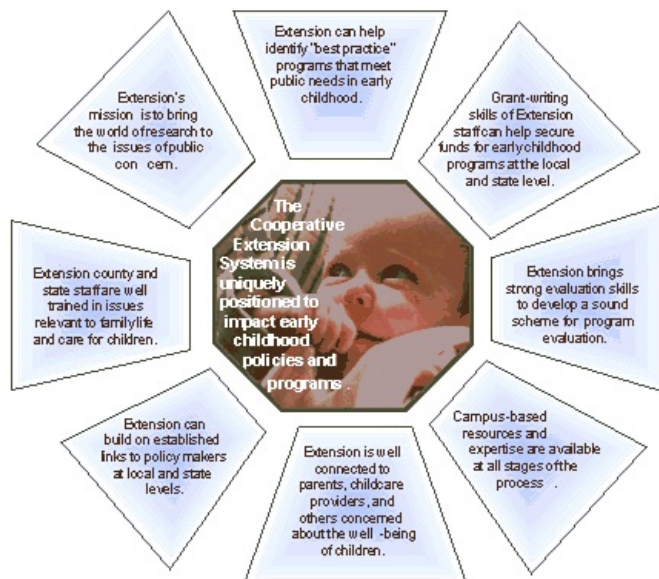 Extension can help
identify "best practice"
programs that meet
public needs in early
childhood.
Grant-writing
skills of Extension
staff can help secure
funds for early childhood
programs at the local
and state level.
Extension brings
strong evaluation skills
to develop a sound
scheme for program
evaluation.
Campus-based
resources and
expertise are available
at all stages of the
process .
Extension is well
connected to
parents, childcare
providers, and
others concerned
about the well -being
of children.
Extension can
build on established
links to policy makers
at local and state
levels.
Extension county and
state staff are well
trained in issues
relevant to family life
and care for children.
Extension's
mission is to bring
the world of research to
the issues of public
con cern.
The
Cooperative
Extension
System is
uniquely
positioned to
impact early
childhood
policies and
programs .